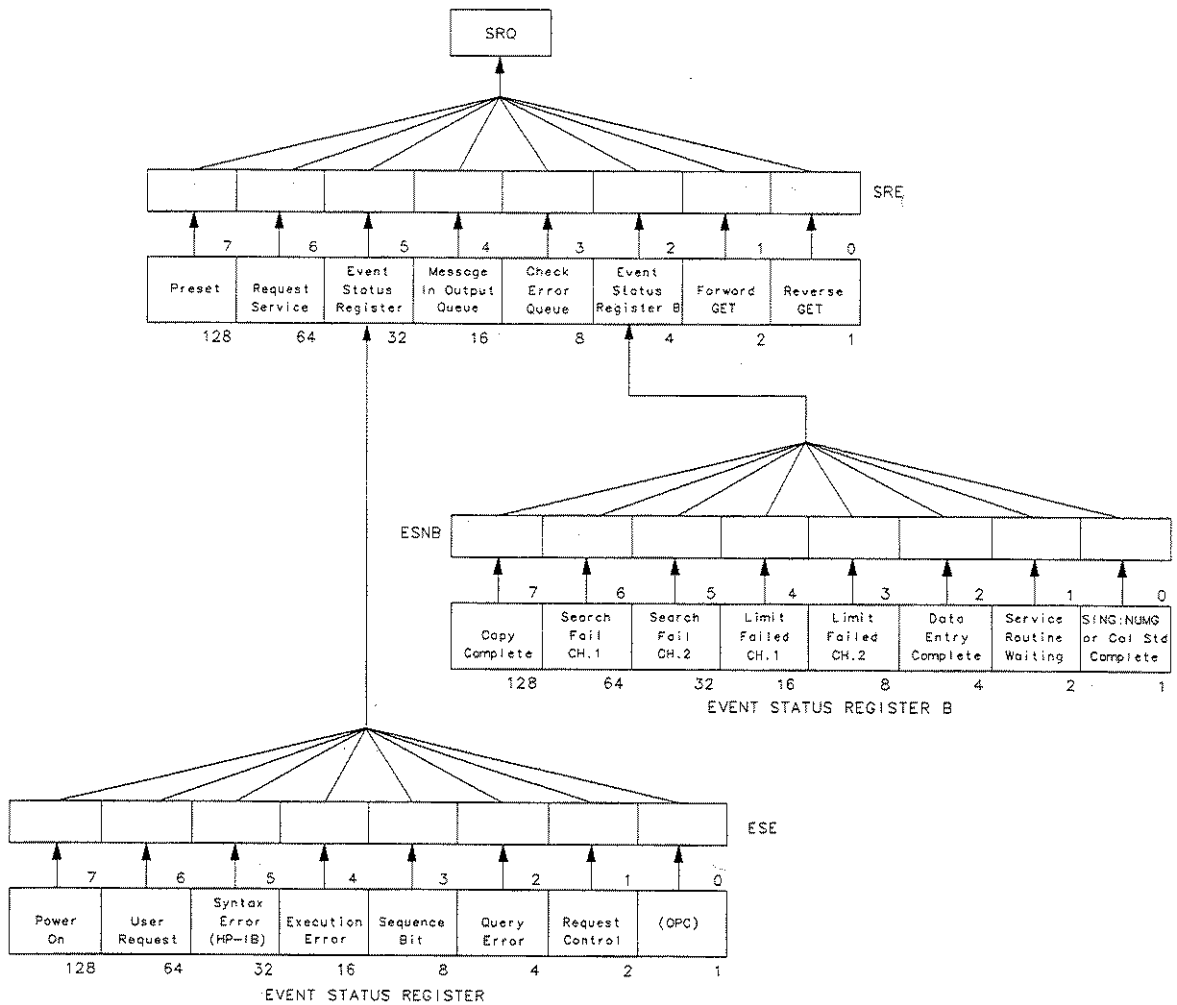 SRQ
SRE
7 6 5 4 3 2 1 0
Preset
Request
Service
Event
Status
Register
Message
In Output
Queue
Check
Error
Queue
Event
Status
Register B
Forward
GET
Reverse
GET
128 64 32 16 8 4 2 1
ESNB
7 6 5 4 3 2 1 0
Copy
Complete
Search
Fail
CH.1
Search
Fail
CH.2
Limit
Failed
CH.1
Limit
Failed
CH.2
Data
Entry
Complete
Service
Routine
Waiting
SING:NUMG
or Cal Std
Complete
128 64 32 16 8 4 2 1
EVENT STATUS REGISTER B
ESE
7 6 5 4 3 2 1 0
Power
On
User
Request
Syntax
Error
(HP-IB)
Execution
Error
Sequence
Bit
Query
Error
Request
Control
(OPC)
128 64 32 16 8 4 2 1
EVENT STATUS REGISTER